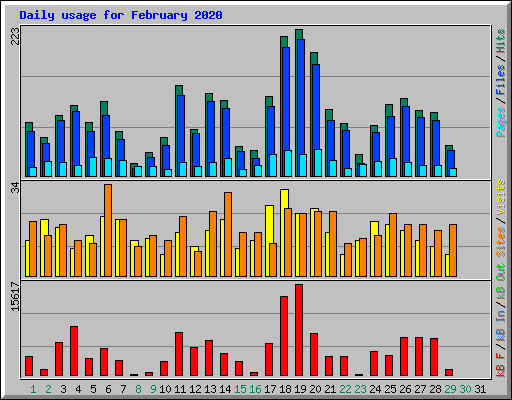 Daily usage for February 2020
223
Pages / Files / Hits
34
Sites / Visits
15617
kB F / kB In / kB Out
1 2 3 4 5 6 7 8 9 10 11 12 13 14 15 16 17 18 19 20 21 22 23 24 25 26 27 28 29 30 31